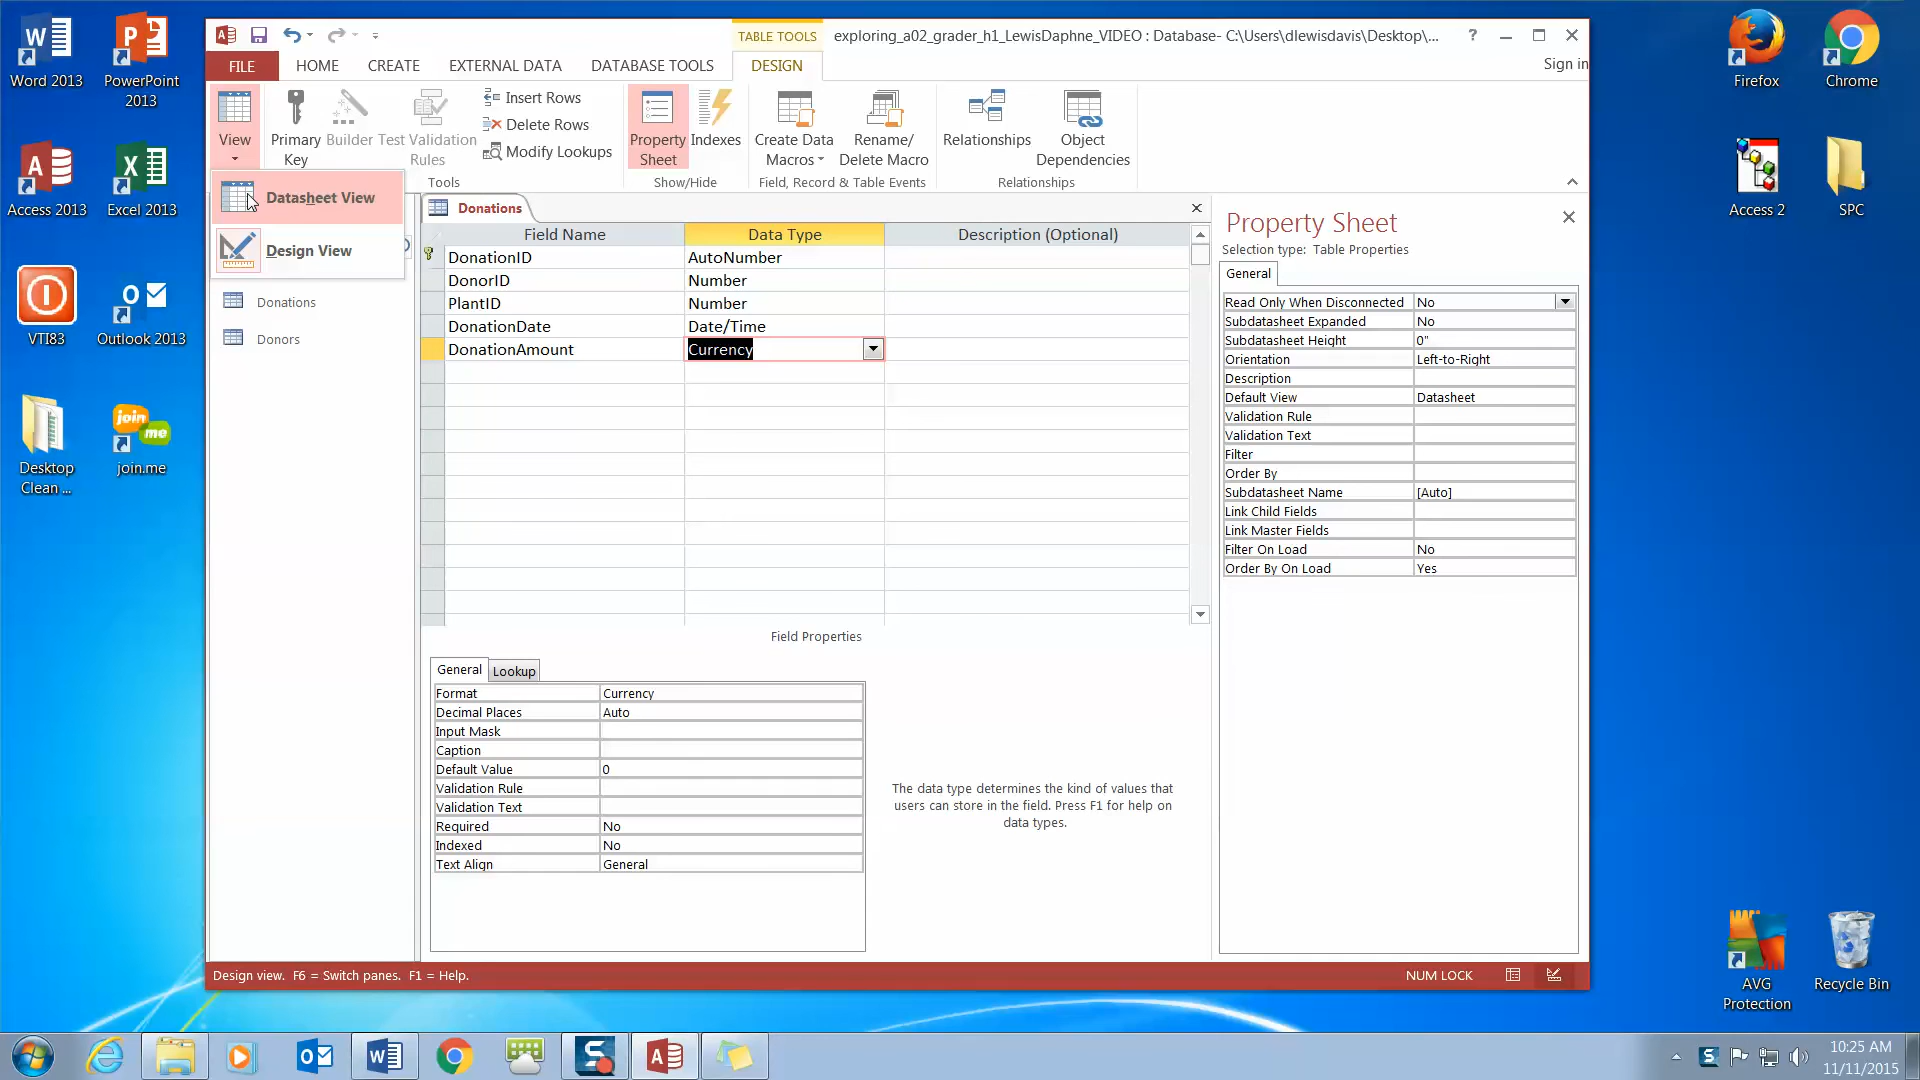 Word 2013
PowerPoint
2013
Access 2013
Excel 2013
VTI83
Outlook 2013
Desktop
Clean ...
join.me
TABLE TOOLS
exploring_a02_grader_h1_LewisDaphne_VIDEO : Database- C:\Users\dlewisdavis\Desktop\...
FILE
HOME
CREATE
EXTERNAL DATA
DATABASE TOOLS
DESIGN
Sign in
View
Primary
Key
Builder
Test Validation
Rules
Insert Rows
Delete Rows
Modify Lookups
Property
Sheet
Indexes
Create Data
Macros
Rename/
Delete Macro
Relationships
Object
Dependencies
Tools
Show/Hide
Field, Record & Table Events
Relationships
Datasheet View
Design View
Donations
Donors
Donations
Field Name
Data Type
Description (Optional)
DonationID
AutoNumber
DonorID
Number
PlantID
Number
DonationDate
Date/Time
DonationAmount
Currency
Field Properties
General
Lookup
Format
Currency
Decimal Places
Auto
Input Mask
Caption
Default Value
0
Validation Rule
Validation Text
Required
No
Indexed
No
Text Align
General
The data type determines the kind of values that
users can store in the field. Press F1 for help on
data types.
Property Sheet
Selection type: Table Properties
General
Read Only When Disconnected
No
Subdatasheet Expanded
No
Subdatasheet Height
0"
Orientation
Left-to-Right
Description
Default View
Datasheet
Validation Rule
Validation Text
Filter
Order By
Subdatasheet Name
[Auto]
Link Child Fields
Link Master Fields
Filter On Load
No
Order By On Load
Yes
Design view. F6 = Switch panes. F1 = Help.
NUM LOCK
Firefox
Chrome
Access 2
SPC
AVG
Protection
Recycle Bin
10:25 AM
11/11/2015